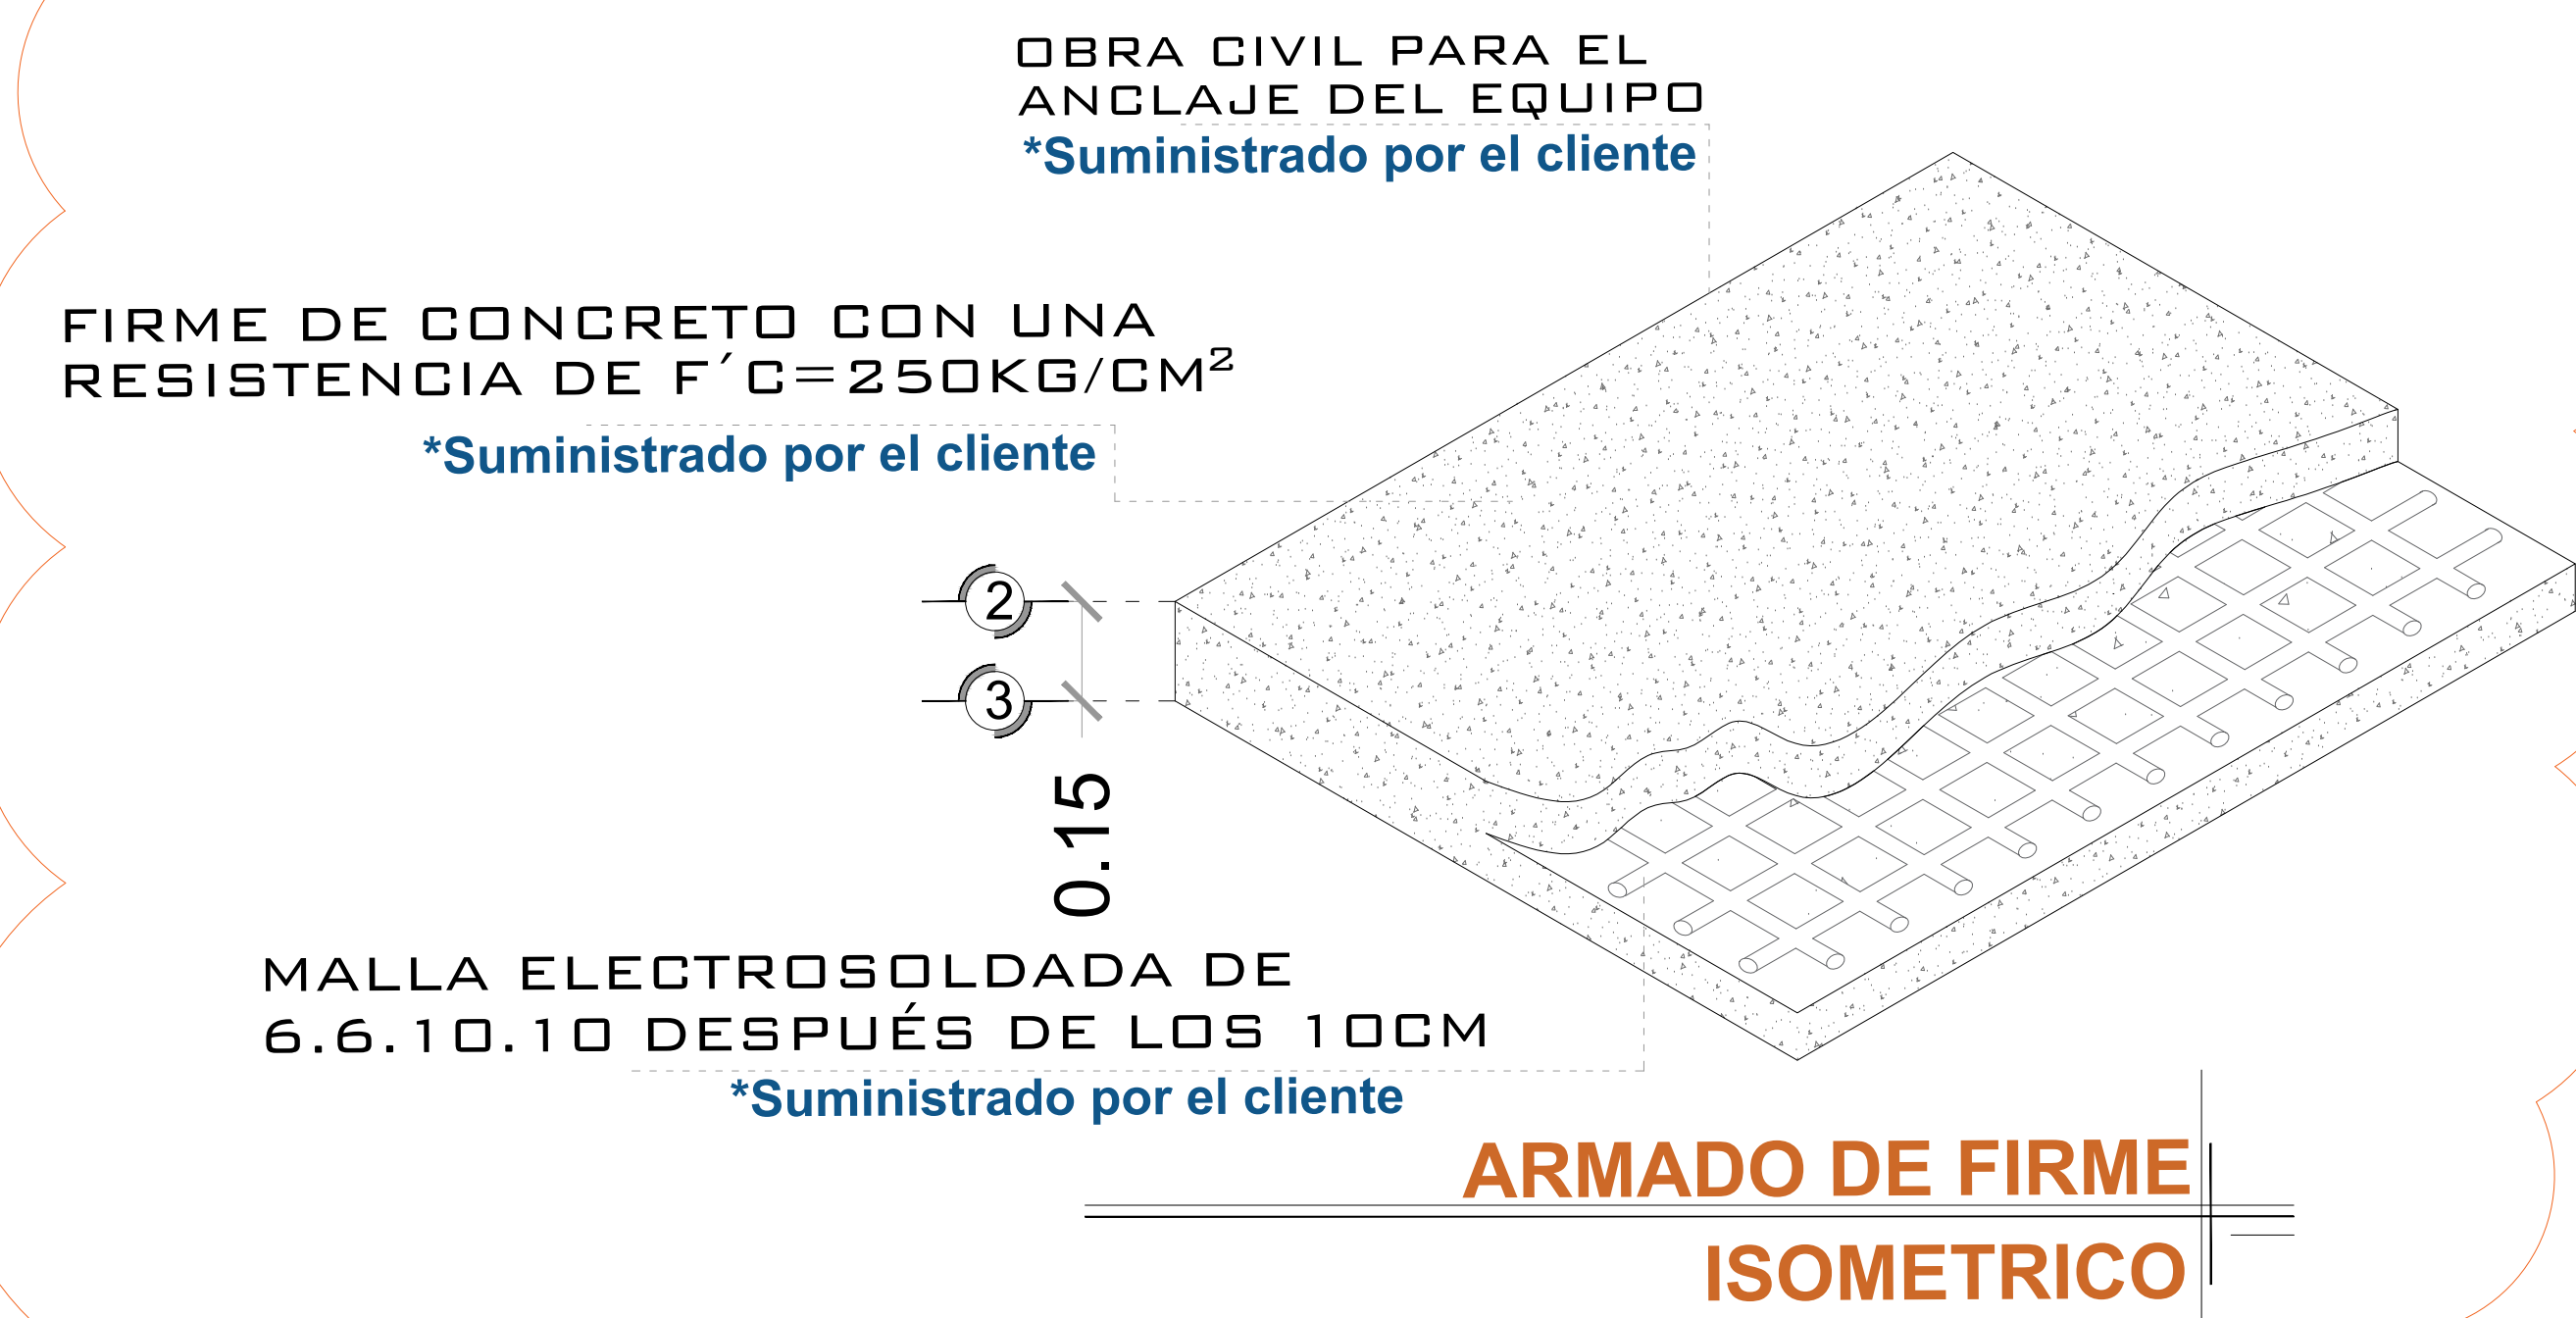 OBRA CIVIL PARA EL
ANCLAJE DEL EQUIPO
*Suministrado por el cliente
FIRME DE CONCRETO CON UNA
RESISTENCIA DE F´C=250KG/CM²
*Suministrado por el cliente
2
3
0.15
MALLA ELECTROSOLDADA DE
6.6.10.10 DESPUÉS DE LOS 10CM
*Suministrado por el cliente
ARMADO DE FIRME
ISOMETRICO